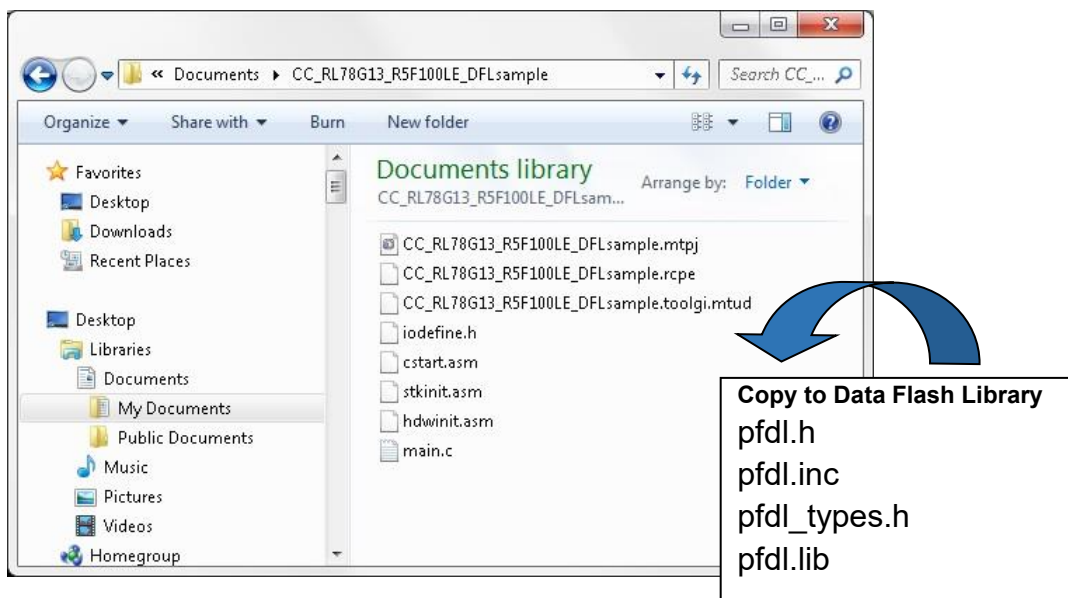 « Documents ▸ CC_RL78G13_R5F100LE_DFLsample
Search CC_...
Organize Share with Burn New folder
Favorites
Desktop
Downloads
Recent Places
Desktop
Libraries
Documents
My Documents
Public Documents
Music
Pictures
Videos
Homegroup
Documents library
CC_RL78G13_R5F100LE_DFLsam...
Arrange by: Folder
CC_RL78G13_R5F100LE_DFLsample.mtpj
CC_RL78G13_R5F100LE_DFLsample.rcpe
CC_RL78G13_R5F100LE_DFLsample.toolgi.mtud
iodefine.h
cstart.asm
stkinit.asm
hdwinit.asm
main.c
Copy to Data Flash Library
pfdl.h
pfdl.inc
pfdl_types.h
pfdl.lib